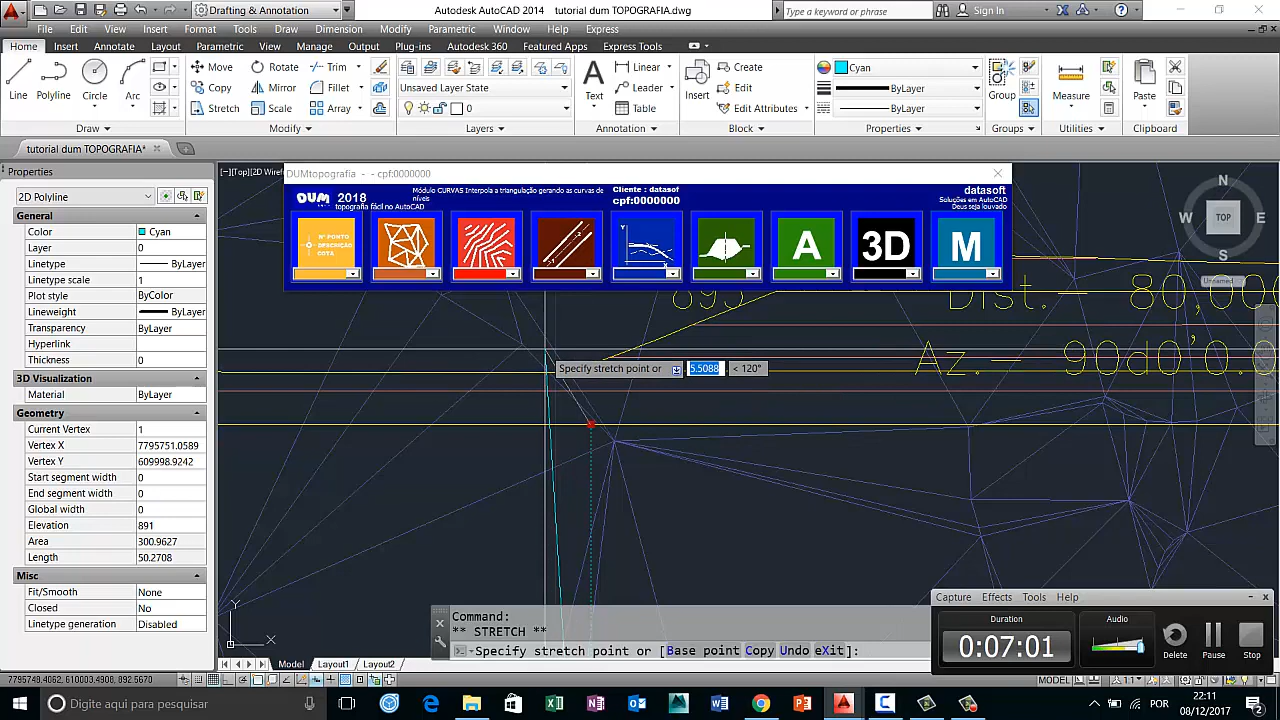 Drafting & Annotation
Autodesk AutoCAD 2014 tutorial dum TOPOGRAFIA.dwg
Type a keyword or phrase
Sign In
File Edit View Insert Format Tools Draw Dimension Modify Parametric Window Help Express
Home Insert Annotate Layout Parametric View Manage Output Plug-ins Autodesk 360 Featured Apps Express Tools
Line Polyline Circle Arc
Move Rotate Trim
Copy Mirror Fillet
Stretch Scale Array
Unsaved Layer State
0
Text
Linear
Leader
Table
Insert
Create
Edit
Edit Attributes
Cyan
ByLayer
ByLayer
Group
Measure
Paste
Draw Modify Layers Annotation Block Properties Groups Utilities Clipboard
tutorial dum TOPOGRAFIA*
Properties
2D Polyline
General
Color Cyan
Layer 0
Linetype ByLayer
Linetype scale 1
Plot style ByColor
Lineweight ByLayer
Transparency ByLayer
Hyperlink
Thickness 0
3D Visualization
Material ByLayer
Geometry
Current Vertex 1
Vertex X 7795751.0589
Vertex Y 609998.9242
Start segment width 0
End segment width 0
Global width 0
Elevation 891
Area 300.9627
Length 50.2708
Misc
Fit/Smooth None
Closed No
Linetype generation Disabled
[−][Top][2D Wiref
DUMtopografia - - cpf:0000000
DUM 2018
topografia fácil no AutoCAD
Módulo CURVAS Interpola a triangulação gerando as curvas de níveis
Cliente : datasof
cpf:0000000
datasoft
Soluções em AutoCAD
Deus seja louvado
Nº PONTO
DESCRIÇÃO
COTA
Y
X
A
3D
M
N
W TOP E
S
Unnamed
895
Dist.- 80,00
Az.- 90d0'0.0
Specify stretch point or 5.5088 < 120°
Y
X
Command:
** STRETCH **
Specify stretch point or [Base point Copy Undo eXit]:
Capture Effects Tools Help
Duration
0:07:01
Audio
Delete
Pause
Stop
Model Layout1 Layout2
7795748.4062, 610003.4908, 892.5670
MODEL
1:1
Digite aqui para pesquisar
POR
22:11
08/12/2017